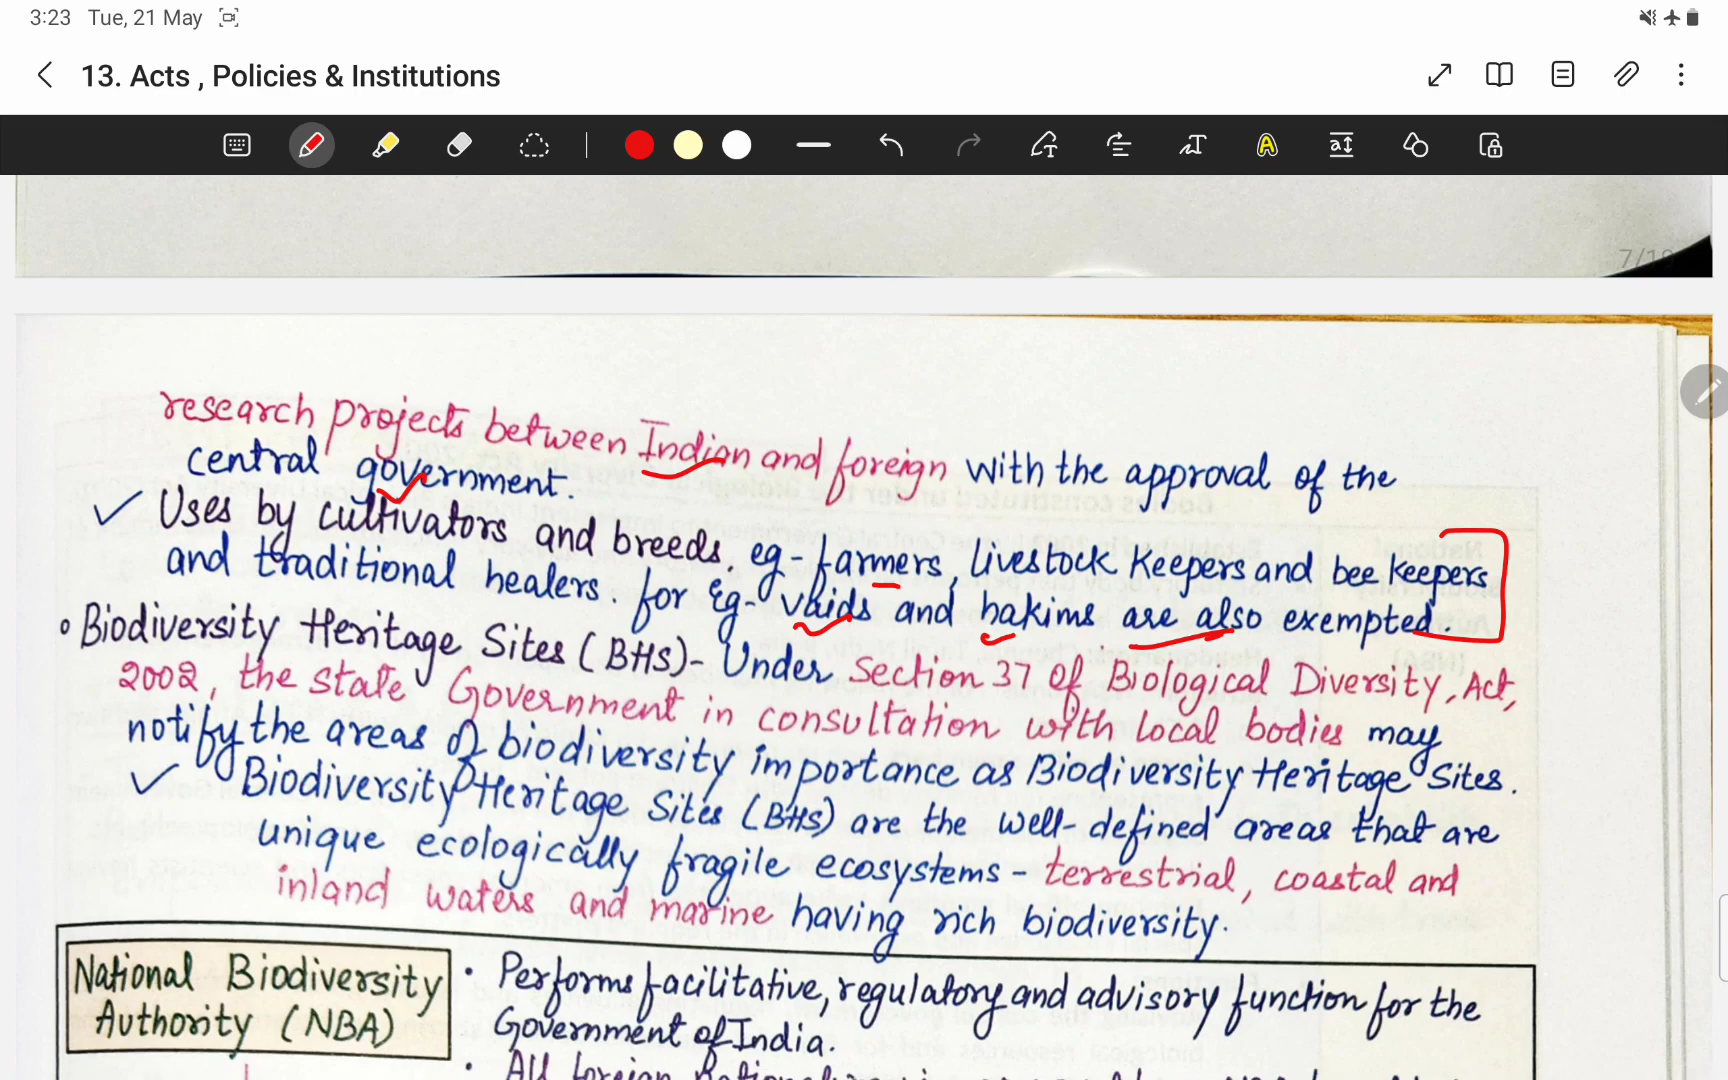 3:23 Tue, 21 May
13. Acts , Policies & Institutions
7/19
research projects between Indian and foreign with the approval of the
central government.
Uses by cultivators and breeds, eg- farmers, livestock Keepers and bee keepers
and traditional healers. for Eg- vaids and hakims are also exempted.
Biodiversity Heritage Sites (BHS)- Under Section 37 of Biological Diversity, Act,
2002, the state Government in consultation with local bodies may
notify the areas of biodiversity importance as Biodiversity Heritage Sites.
Biodiversity Heritage Sites (BHS) are the well-defined areas that are
unique ecologically fragile ecosystems - terrestrial, coastal and
inland waters and marine having rich biodiversity.
National Biodiversity
Authority (NBA)
• Performs facilitative, regulatory and advisory function for the
Government of India.
• All foreign